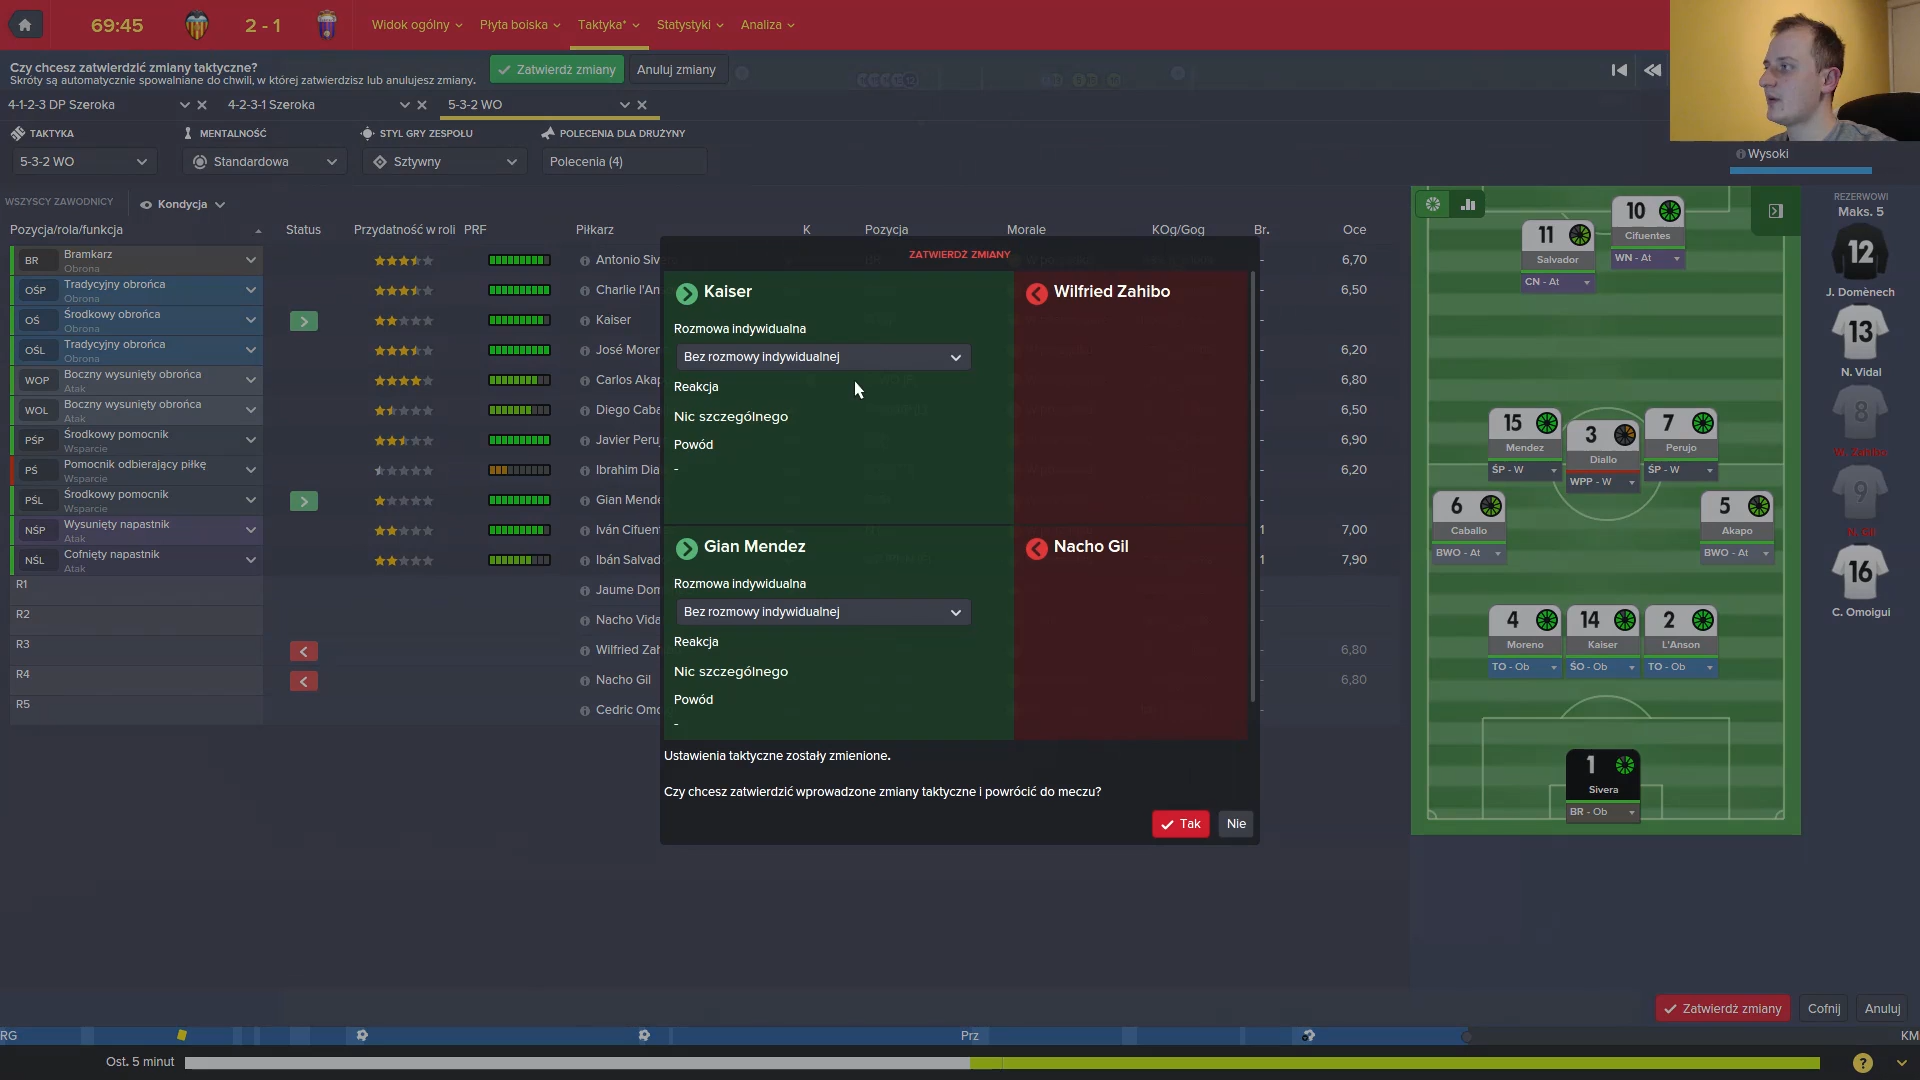 69:45
2 - 1
Widok ogólny
Płyta boiska
Taktyka*
Statystyki
Analiza
Czy chcesz zatwierdzić zmiany taktyczne?
Skróty są automatycznie spowalniane do chwili, w której zatwierdzisz lub anulujesz zmiany.
Zatwierdź zmiany
Anuluj zmiany
4-1-2-3 DP Szeroka
4-2-3-1 Szeroka
5-3-2 WO
TAKTYKA
MENTALNOŚĆ
STYL GRY ZESPOŁU
POLECENIA DLA DRUŻYNY
5-3-2 WO
Standardowa
Sztywny
Polecenia (4)
Wysoki
WSZYSCY ZAWODNICY
Kondycja
Pozycja/rola/funkcja
Status
Przydatność w roli
PRF
Piłkarz
K
Pozycja
Morale
KOg/Gog
Br.
Oce
BR Bramkarz
Obrona
Antonio Sive
- 6,70
OŚP Tradycyjny obrońca
Obrona
Charlie l'An
- 6,50
OŚ Środkowy obrońca
Obrona
Kaiser
-
OŚL Tradycyjny obrońca
Obrona
José Moren
- 6,20
WOP Boczny wysunięty obrońca
Atak
Carlos Akap
- 6,80
WOL Boczny wysunięty obrońca
Atak
Diego Caba
- 6,50
PŚP Środkowy pomocnik
Wsparcie
Javier Peruj
- 6,90
PŚ Pomocnik odbierający piłkę
Wsparcie
Ibrahim Dia
- 6,20
PŚL Środkowy pomocnik
Wsparcie
Gian Mende
-
NŚP Wysunięty napastnik
Atak
Iván Cifuen
1 7,00
NŚL Cofnięty napastnik
Atak
Ibán Salvad
1 7,90
R1
Jaume Dom
-
R2
Nacho Vida
-
R3
Wilfried Zah
- 6,80
R4
Nacho Gil
- 6,80
R5
Cedric Omo
-
ZATWIERDŹ ZMIANY
Kaiser
Wilfried Zahibo
Rozmowa indywidualna
Bez rozmowy indywidualnej
Reakcja
Nic szczególnego
Powód
-
Gian Mendez
Nacho Gil
Rozmowa indywidualna
Bez rozmowy indywidualnej
Reakcja
Nic szczególnego
Powód
-
Ustawienia taktyczne zostały zmienione.
Czy chcesz zatwierdzić wprowadzone zmiany taktyczne i powrócić do meczu?
Tak
Nie
10
Cifuentes
WN - At
11
Salvador
CN - At
15
Mendez
ŚP - W
3
Diallo
WPP - W
7
Perujo
ŚP - W
6
Caballo
BWO - At
5
Akapo
BWO - At
4
Moreno
TO - Ob
14
Kaiser
ŚO - Ob
2
L'Anson
TO - Ob
1
Sivera
BR - Ob
REZERWOWI
Maks. 5
12
J. Domènech
13
N. Vidal
8
W. Zahibo
9
N. Gil
16
C. Omoigui
Zatwierdź zmiany
Cofnij
Anuluj
RG
Prz
KM
Ost. 5 minut
?